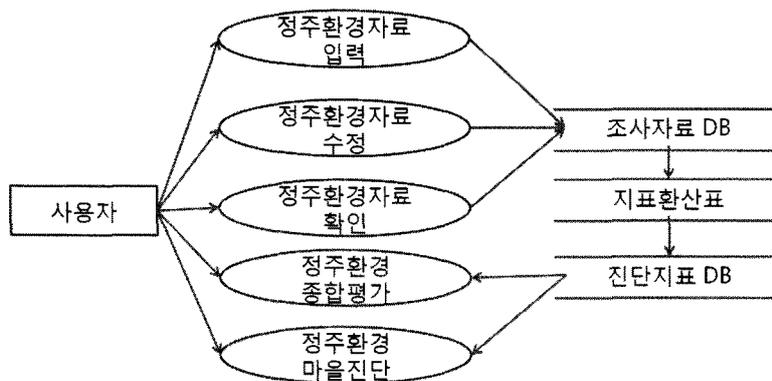 정주환경자료
입력
정주환경자료
수정
조사자료 DB
사용자
정주환경자료
확인
지표환산표
정주환경
종합평가
진단지표 DB
정주환경
마을진단